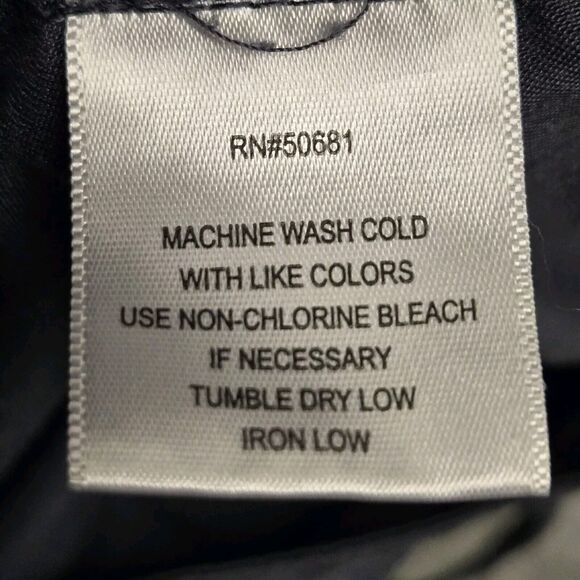 RN#50681
MACHINE WASH COLD
WITH LIKE COLORS
USE NON-CHLORINE BLEACH
IF NECESSARY
TUMBLE DRY LOW
IRON LOW